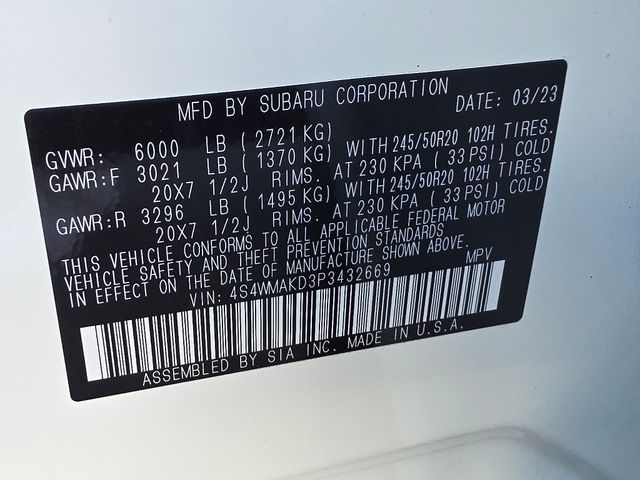 MFD BY SUBARU CORPORATION DATE: 03/23
GVWR: 6000 LB ( 2721 KG)
GAWR:F 3021 LB ( 1370 KG) WITH 245/50R20 102H TIRES.
20X7 1/2J RIMS. AT 230 KPA ( 33 PSI) COLD
GAWR:R 3296 LB ( 1495 KG) WITH 245/50R20 102H TIRES.
20X7 1/2J RIMS. AT 230 KPA ( 33 PSI) COLD
THIS VEHICLE CONFORMS TO ALL APPLICABLE FEDERAL MOTOR
VEHICLE SAFETY AND THEFT PREVENTION STANDARDS
IN EFFECT ON THE DATE OF MANUFACTURE SHOWN ABOVE.
VIN: 4S4WMAKD3P3432669 MPV
ASSEMBLED BY SIA INC. MADE IN U.S.A.